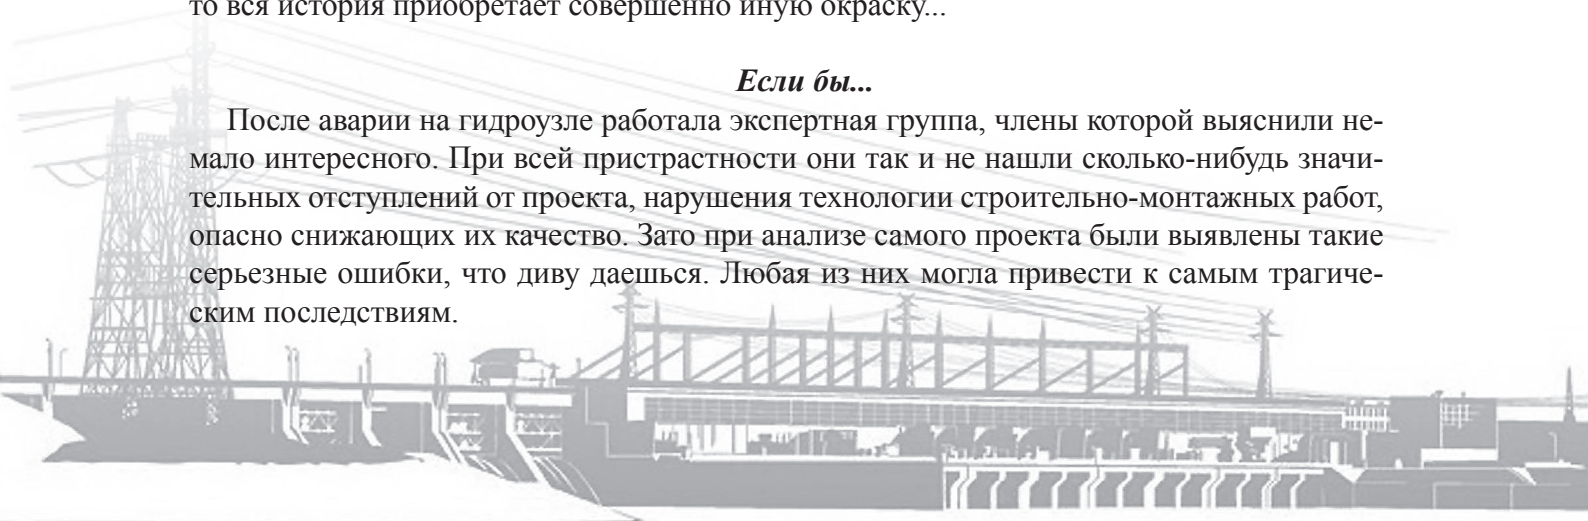 то вся история приобретает совершенно иную окраску...
Если бы...
После аварии на гидроузле работала экспертная группа, члены которой выяснили не-
мало интересного. При всей пристрастности они так и не нашли сколько-нибудь значи-
тельных отступлений от проекта, нарушения технологии строительно-монтажных работ,
опасно снижающих их качество. Зато при анализе самого проекта были выявлены такие
серьезные ошибки, что диву даешься. Любая из них могла привести к самым трагиче-
ским последствиям.